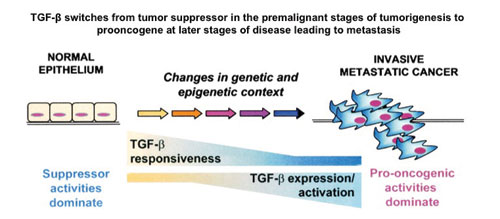 TGF-β switches from tumor suppressor in the premalignant stages of tumorigenesis to
prooncogene at later stages of disease leading to metastasis
NORMAL
EPITHELIUM
Changes in genetic and
epigenetic context
INVASIVE
METASTATIC CANCER
TGF-β
responsiveness
TGF-β expression/
activation
Suppressor
activities
dominate
Pro-oncogenic
activities
dominate